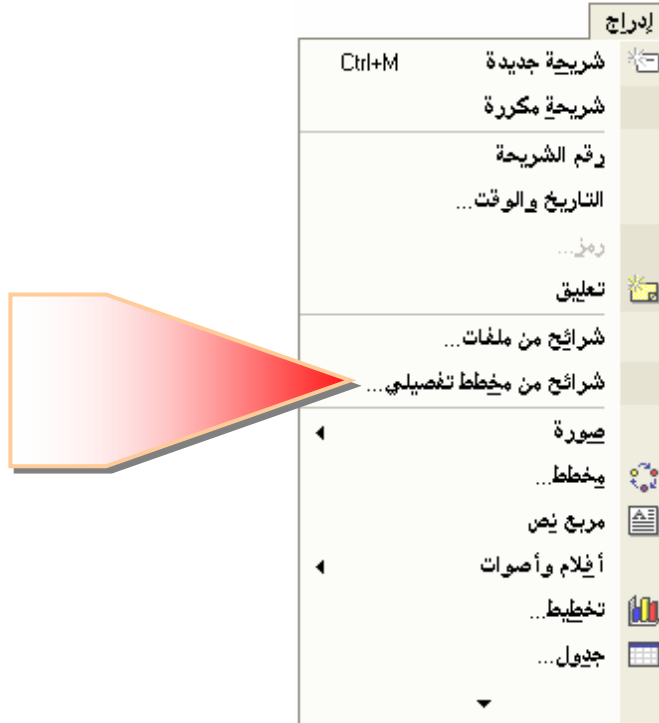 إدراج
شريحة جديدة Ctrl+M
شريحة مكررة
رقم الشريحة
التاريخ والوقت...
رمز...
تعليق
شرائح من ملفات...
شرائح من مخطط تفصيلي...
صورة
مخطط...
مربع نص
أفلام وأصوات
تخطيط...
جدول...